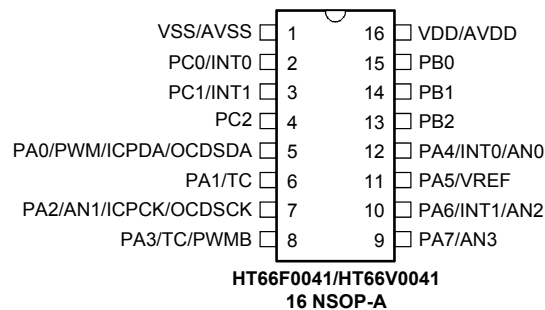 VSS/AVSS 1 16 VDD/AVDD
PC0/INT0 2 15 PB0
PC1/INT1 3 14 PB1
PC2 4 13 PB2
PA0/PWM/ICPDA/OCDSDA 5 12 PA4/INT0/AN0
PA1/TC 6 11 PA5/VREF
PA2/AN1/ICPCK/OCDSCK 7 10 PA6/INT1/AN2
PA3/TC/PWMB 8 9 PA7/AN3
HT66F0041/HT66V0041
16 NSOP-A